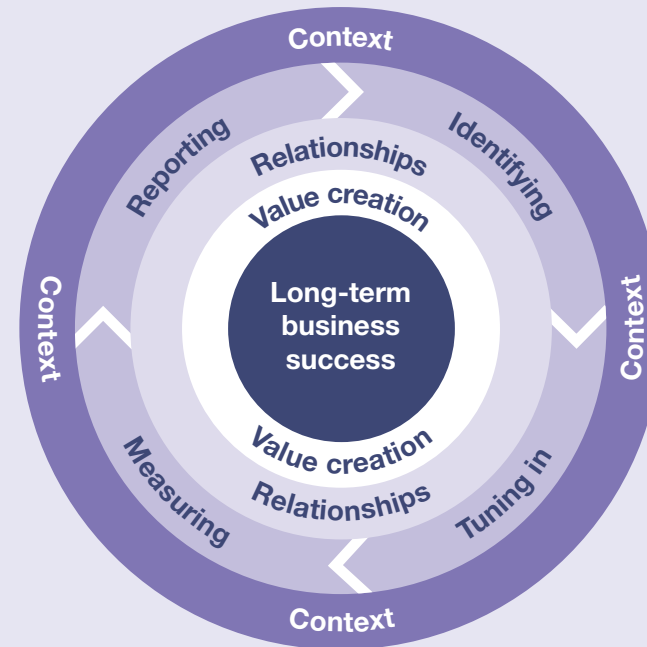 Context
Reporting
Identifying
Relationships
Value creation
Long-term
business
success
Context
Context
Value creation
Relationships
Measuring
Tuning in
Context